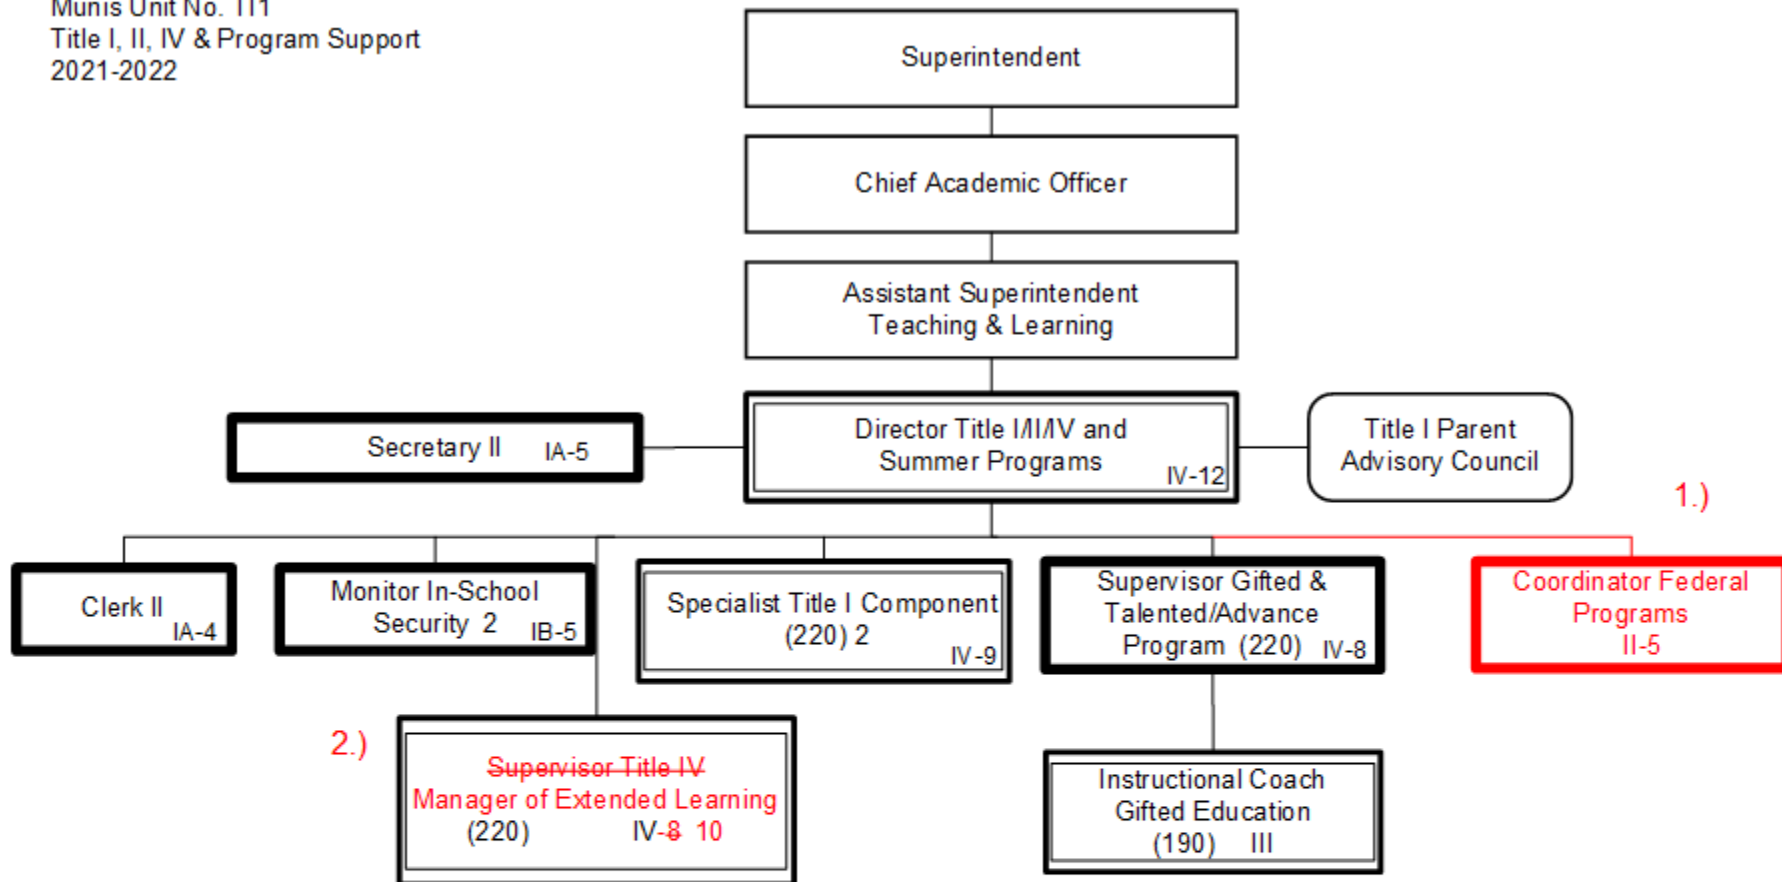 Munis Unit No. 111
Title I, II, IV & Program Support
2021-2022
Superintendent
Chief Academic Officer
Assistant Superintendent
Teaching & Learning
Secretary II IA-5
Director Title I/II/IV and
Summer Programs
IV-12
Title I Parent
Advisory Council
1.)
Clerk II
IA-4
Monitor In-School
Security 2 IB-5
Specialist Title I Component
(220) 2
IV-9
Supervisor Gifted &
Talented/Advance
Program (220) IV-8
Coordinator Federal
Programs
II-5
2.)
Supervisor Title IV
Manager of Extended Learning
(220) IV-8 10
Instructional Coach
Gifted Education
(190) III